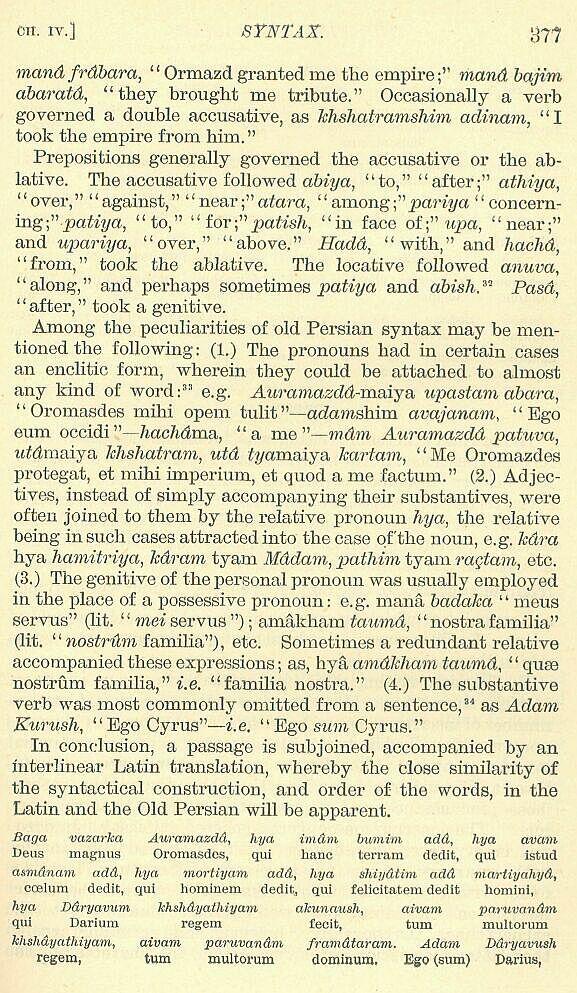 CH. IV.] SYNTAX. 377
manâ frâbara, “Ormazd granted me the empire;” manâ bajim
abaratâ, “they brought me tribute.” Occasionally a verb
governed a double accusative, as khshatramshim adinam, “I
took the empire from him.”
Prepositions generally governed the accusative or the ab-
lative. The accusative followed abiya, “to,” “after;” athiya,
“over,” “against,” “near;” atara, “among;” pariya “concern-
ing;” patiya, “to,” “for;” patish, “in face of;” upa, “near;”
and upariya, “over,” “above.” Hadâ, “with,” and hachâ,
“from,” took the ablative. The locative followed anuva,
“along,” and perhaps sometimes patiya and abish.³² Pasâ,
“after,” took a genitive.
Among the peculiarities of old Persian syntax may be men-
tioned the following: (1.) The pronouns had in certain cases
an enclitic form, wherein they could be attached to almost
any kind of word:³³ e.g. Auramazdâ-maiya upastam abara,
“Oromasdes mihi opem tulit”—adamshim avajanam, “Ego
eum occidi”—hachâma, “a me”—mâm Auramazdâ patuva,
utâmaiya khshatram, utâ tyamaiya kartam, “Me Oromazdes
protegat, et mihi imperium, et quod a me factum.” (2.) Adjec-
tives, instead of simply accompanying their substantives, were
often joined to them by the relative pronoun hya, the relative
being in such cases attracted into the case of the noun, e.g. kâra
hya hamitriya, kâram tyam Mâdam, pathim tyam raçtam, etc.
(3.) The genitive of the personal pronoun was usually employed
in the place of a possessive pronoun: e.g. manâ badaka “meus
servus” (lit. “mei servus”); amâkham taumâ, “nostra familia”
(lit. “nostrûm familia”), etc. Sometimes a redundant relative
accompanied these expressions; as, hyâ amâkham taumâ, “quæ
nostrûm familia,” i.e. “familia nostra.” (4.) The substantive
verb was most commonly omitted from a sentence,³⁴ as Adam
Kurush, “Ego Cyrus”—i.e. “Ego sum Cyrus.”
In conclusion, a passage is subjoined, accompanied by an
interlinear Latin translation, whereby the close similarity of
the syntactical construction, and order of the words, in the
Latin and the Old Persian will be apparent.
Baga vazarka Auramazdâ, hya imâm bumim adâ, hya avam
Deus magnus Oromasdes, qui hanc terram dedit, qui istud
asmânam adâ, hya mortiyam adâ, hya shiyâtim adâ martiyahyâ,
cœlum dedit, qui hominem dedit, qui felicitatem dedit homini,
hya Dâryavum khshâyathiyam akunaush, aivam paruvanâm
qui Darium regem fecit, tum multorum
khshâyathiyam, aivam paruvanâm framâtaram. Adam Dâryavush
regem, tum multorum dominum. Ego (sum) Darius,